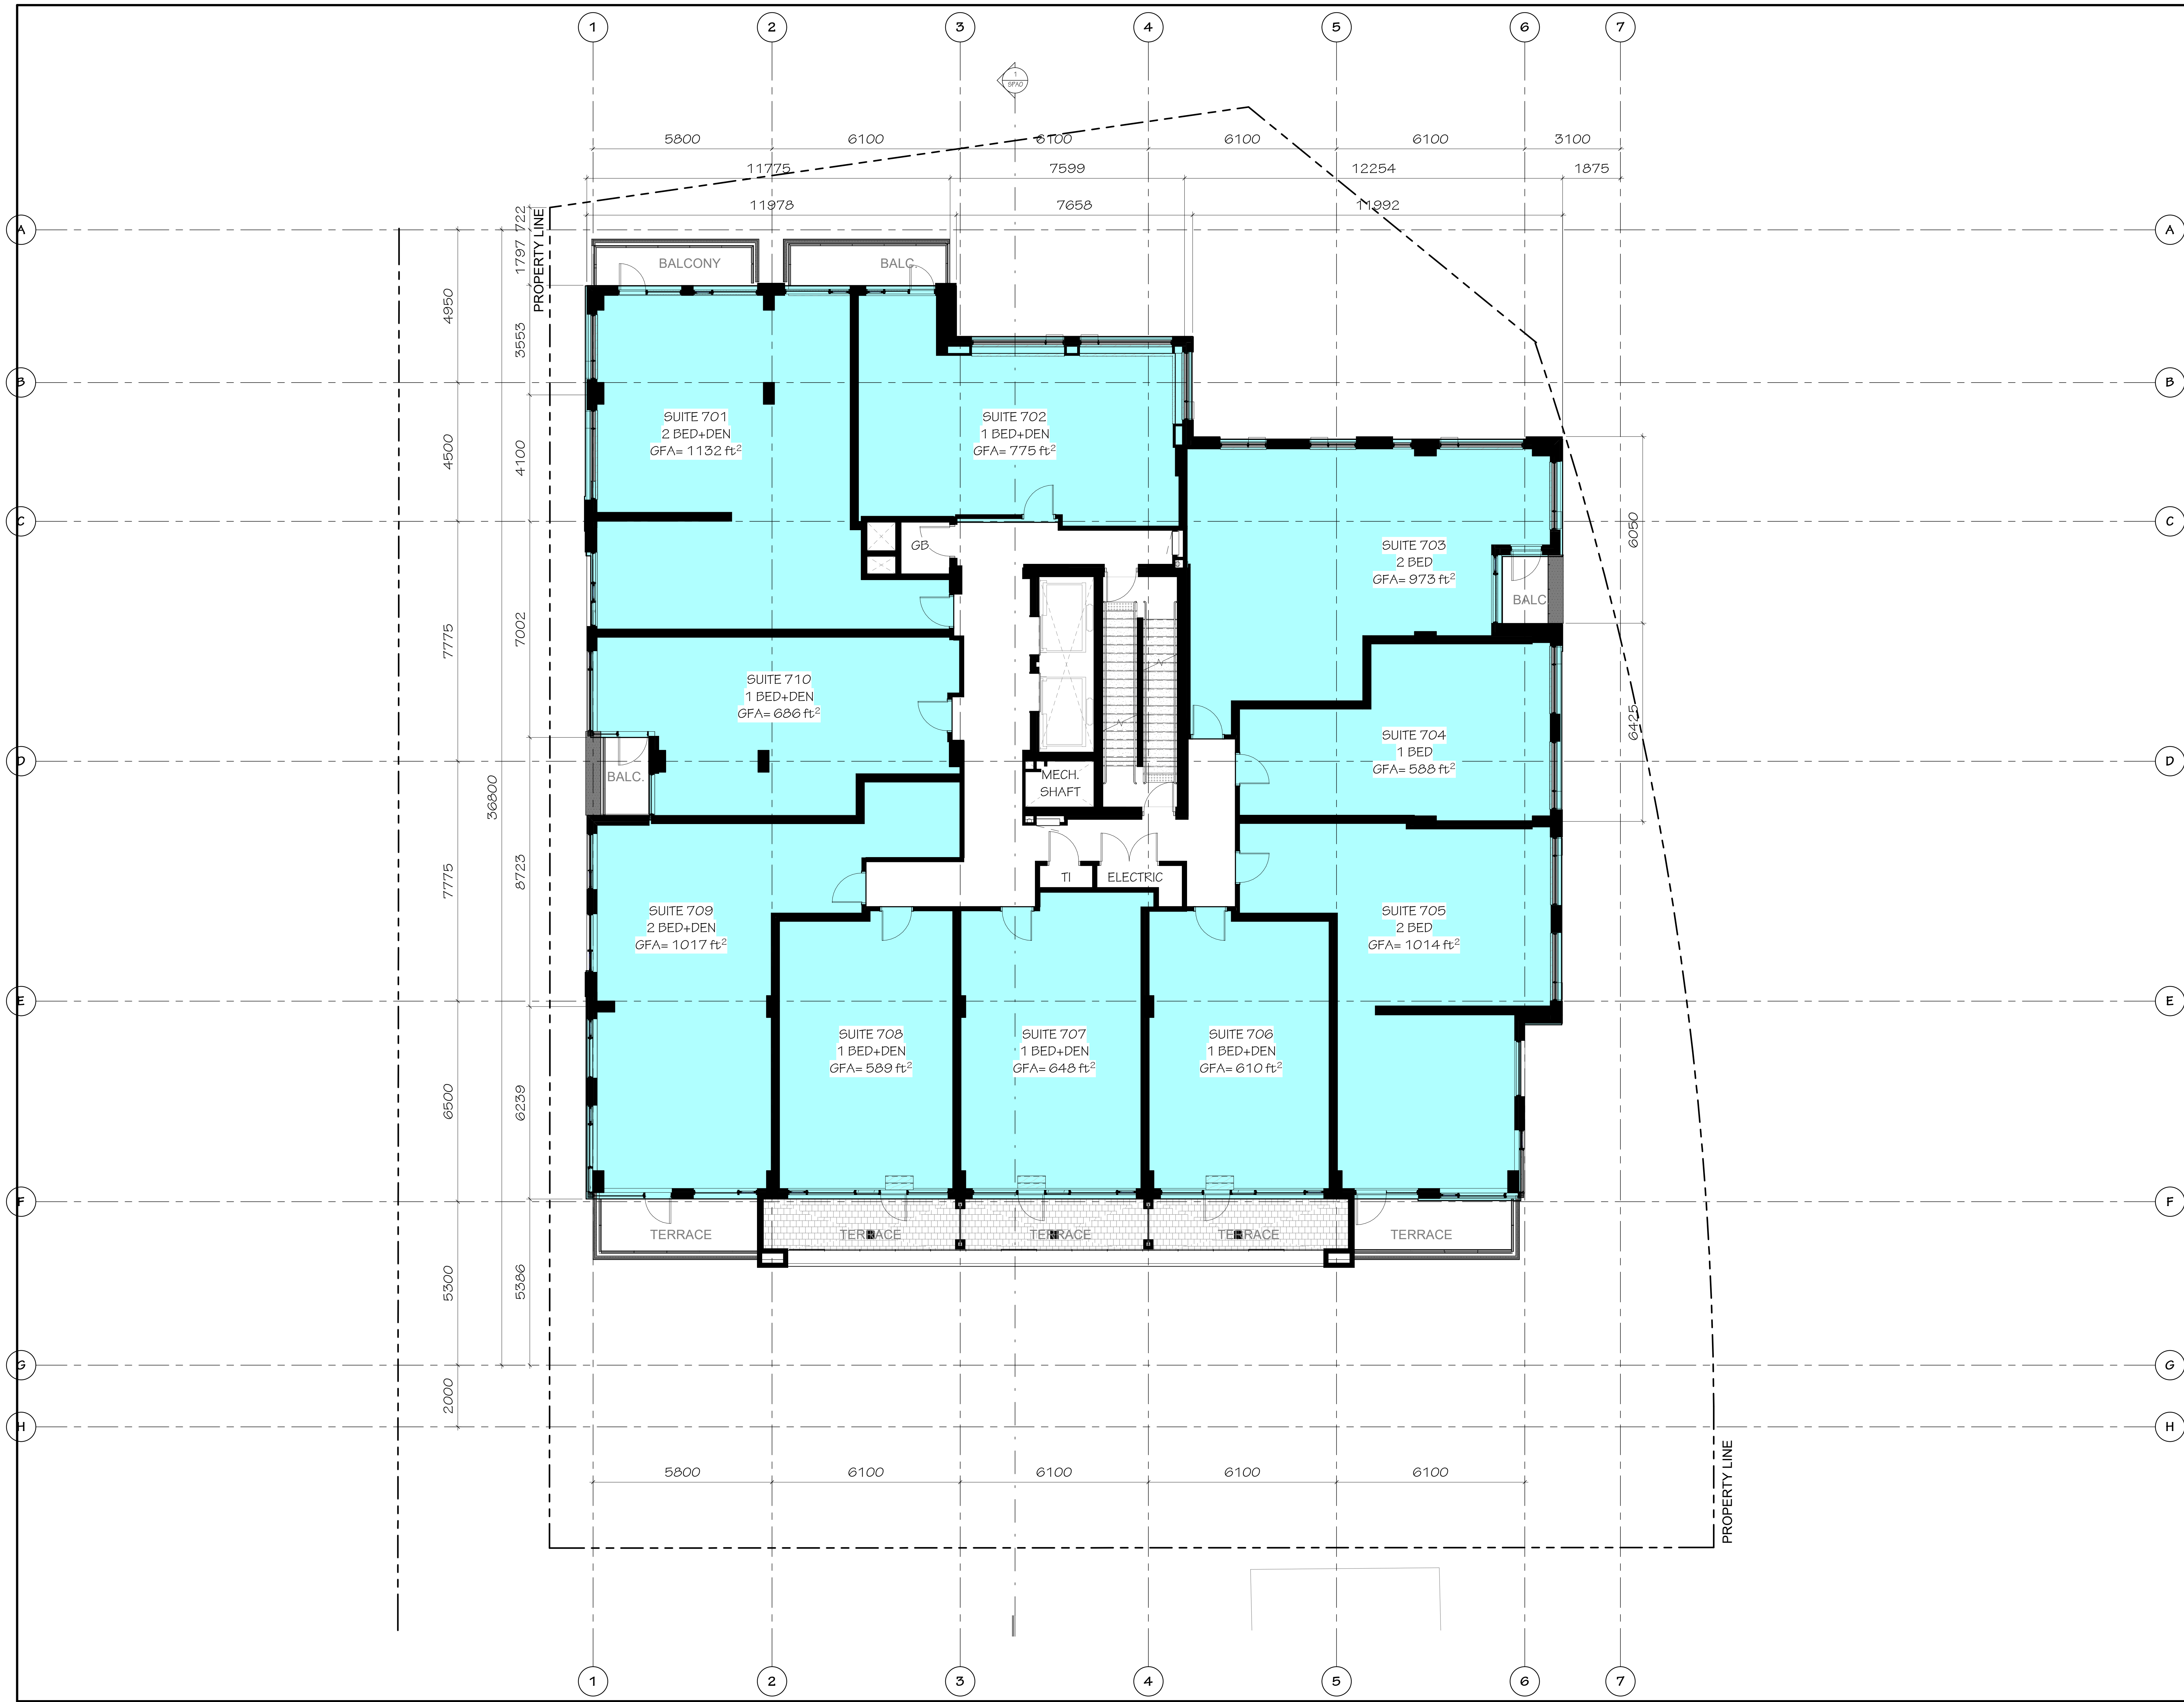 1 2 3 4 5 6 7
1
SPA0
5800 6100 6100 6100 6100 3100
11775 7599 12254 1875
11978 7658 11992
722
PROPERTY LINE
A A
1797
BALCONY BALC.
4950
3553
B B
SUITE 701
2 BED+DEN
GFA= 1132 ft²
SUITE 702
1 BED+DEN
GFA= 775 ft²
4500
4100
C C
GB
6050
SUITE 703
2 BED
GFA= 973 ft²
BALC
7775
7002
SUITE 710
1 BED+DEN
GFA= 686 ft²
6425
SUITE 704
1 BED
GFA= 588 ft²
D D
BALC.
MECH.
SHAFT
36800
7775
8723
TI ELECTRIC
SUITE 709
2 BED+DEN
GFA= 1017 ft²
SUITE 705
2 BED
GFA= 1014 ft²
E E
SUITE 708
1 BED+DEN
GFA= 589 ft²
SUITE 707
1 BED+DEN
GFA= 648 ft²
SUITE 706
1 BED+DEN
GFA= 610 ft²
6500
6239
F F
TERRACE TERRACE TERRACE TERRACE TERRACE
5300
5386
G G
2000
H H
5800 6100 6100 6100 6100
PROPERTY LINE
1 2 3 4 5 6 7